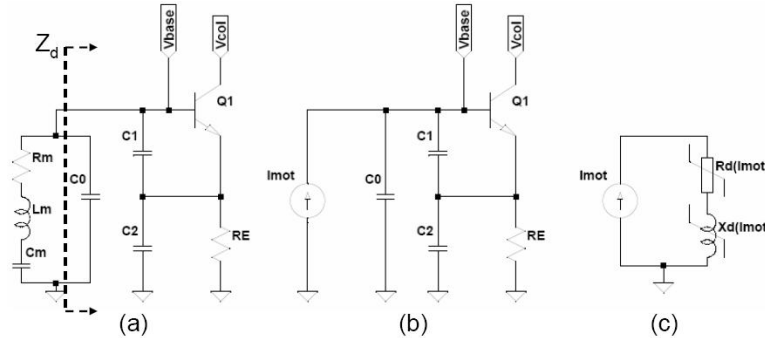 Zd
Vbase
Vcol
Q1
Rm
Lm
Cm
C0
C1
C2
RE
(a)
Vbase
Vcol
Q1
Imot
C0
C1
C2
RE
(b)
Imot
Rd(Imot
Xd(Imot
(c)